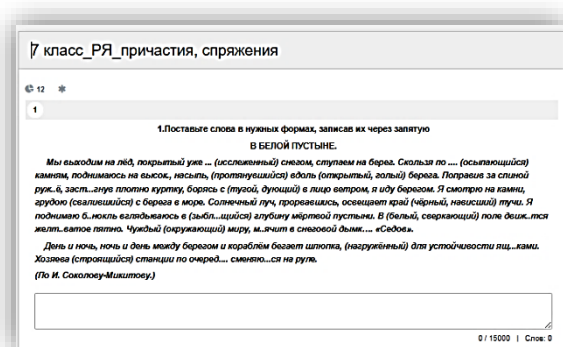 7 класс_РЯ_причастия, спряжения
12
1
1.Поставьте слова в нужных формах, записав их через запятую
В БЕЛОЙ ПУСТЫНЕ.
Мы выходим на лёд, покрытый уже ... (исслеженный) снегом, ступаем на берег. Скользя по .... (осыпающийся)
камням, поднимаюсь на высок.. насыпь, (протянувшийся) вдоль (открытый, голый) берега. Поправив за спиной
руж..ё, заст...гнув плотно куртку, борясь с (тугой, дующий) в лицо ветром, я иду берегом. Я смотрю на камни,
грудою (свалившийся) с берега в море. Солнечный луч, прорвавшись, освещает край (чёрный, нависший) тучи. Я
поднимаю б..нокль вглядываюсь в (зыбл...щийся) глубину мёртвой пустыни. В (белый, сверкающий) поле движ..тся
желт..ватое пятно. Чуждый (окружающий) миру, м..ячит в снеговой дымк.... «Седов».
День и ночь, ночь и день между берегом и кораблём бегает шлюпка, (нагружённый) для устойчивости ящ...ками.
Хозяева (строящийся) станции по очеред.... сменяю...ся на руле.
(По И. Соколову-Микитову.)
0 / 15000 | Слов: 0